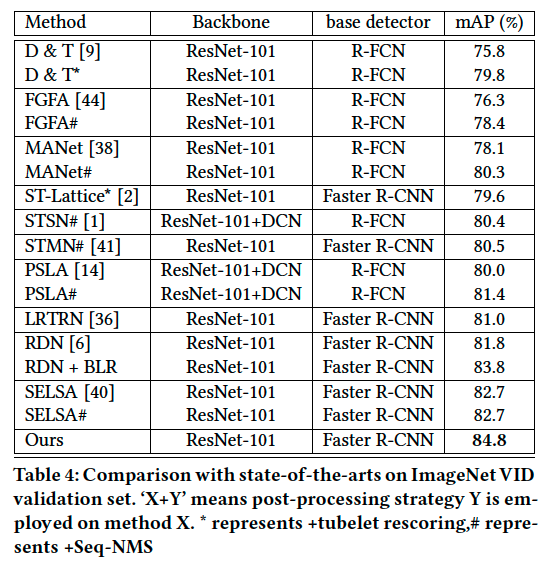 Method Backbone base detector mAP (%)
D & T [9] ResNet-101 R-FCN 75.8
D & T* ResNet-101 R-FCN 79.8
FGFA [44] ResNet-101 R-FCN 76.3
FGFA# ResNet-101 R-FCN 78.4
MANet [38] ResNet-101 R-FCN 78.1
MANet# ResNet-101 R-FCN 80.3
ST-Lattice* [2] ResNet-101 Faster R-CNN 79.6
STSN# [1] ResNet-101+DCN R-FCN 80.4
STMN# [41] ResNet-101 Faster R-CNN 80.5
PSLA [14] ResNet-101+DCN R-FCN 80.0
PSLA# ResNet-101+DCN R-FCN 81.4
LRTRN [36] ResNet-101 Faster R-CNN 81.0
RDN [6] ResNet-101 Faster R-CNN 81.8
RDN + BLR ResNet-101 Faster R-CNN 83.8
SELSA [40] ResNet-101 Faster R-CNN 82.7
SELSA# ResNet-101 Faster R-CNN 82.7
Ours ResNet-101 Faster R-CNN 84.8
Table 4: Comparison with state-of-the-arts on ImageNet VID
validation set. ‘X+Y’ means post-processing strategy Y is em-
ployed on method X. * represents +tubelet rescoring,# repre-
sents +Seq-NMS